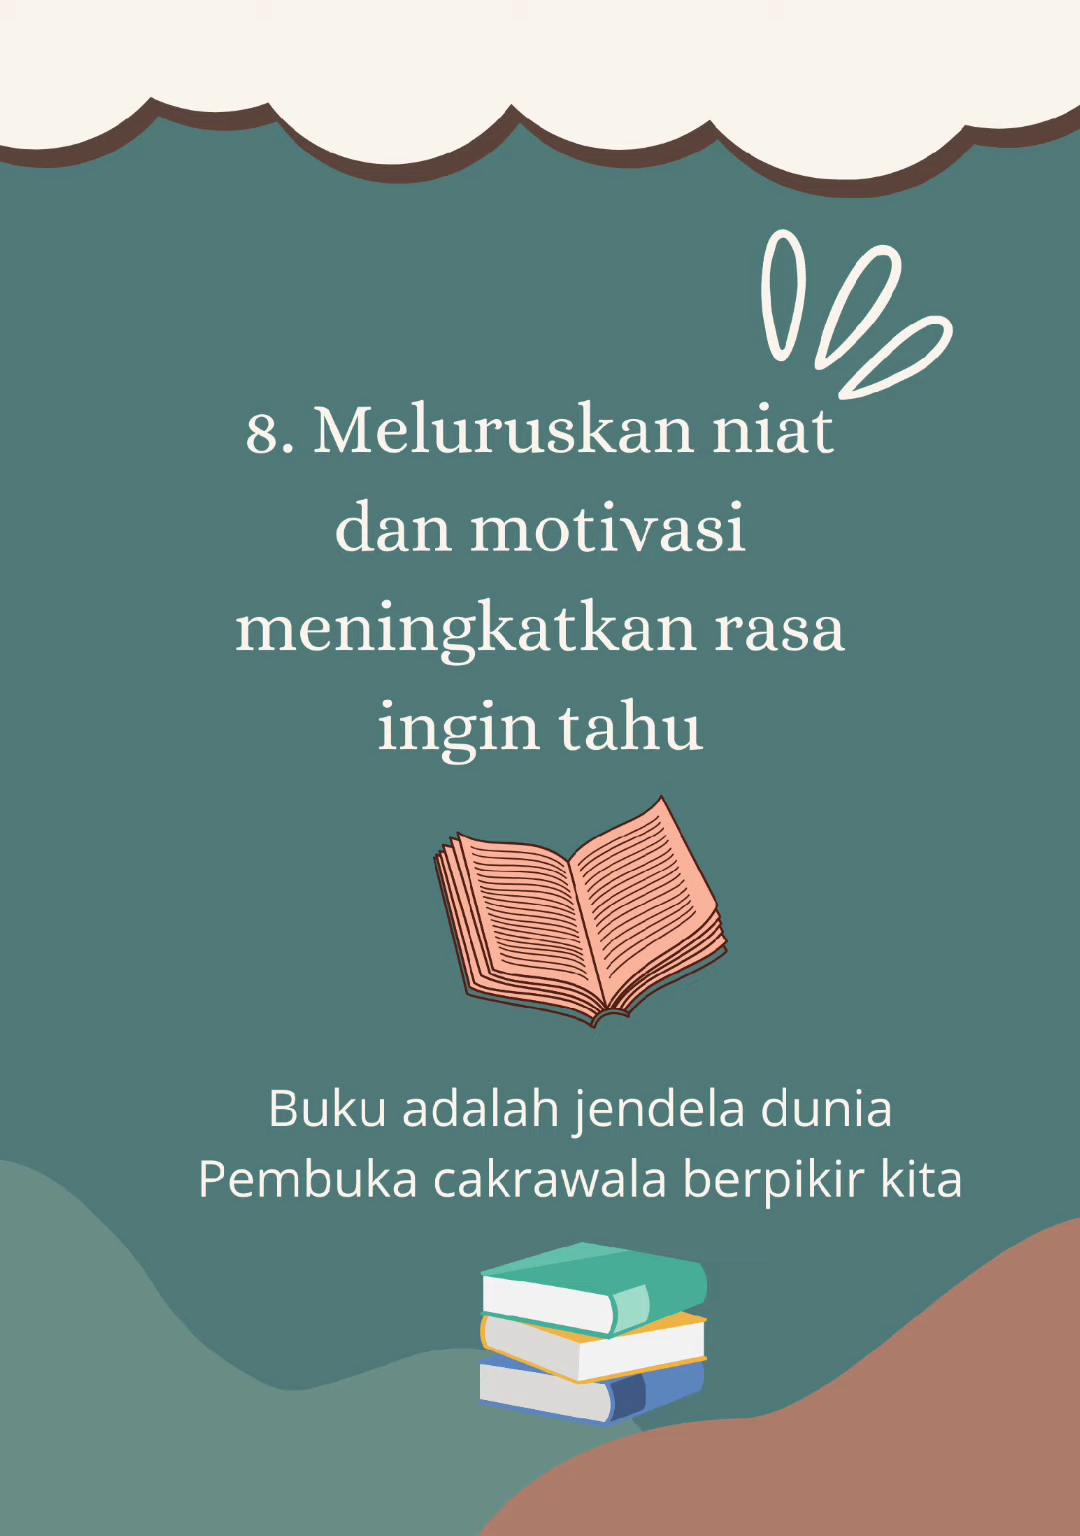 8. Meluruskan niat
dan motivasi
meningkatkan rasa
ingin tahu
Buku adalah jendela dunia
Pembuka cakrawala berpikir kita